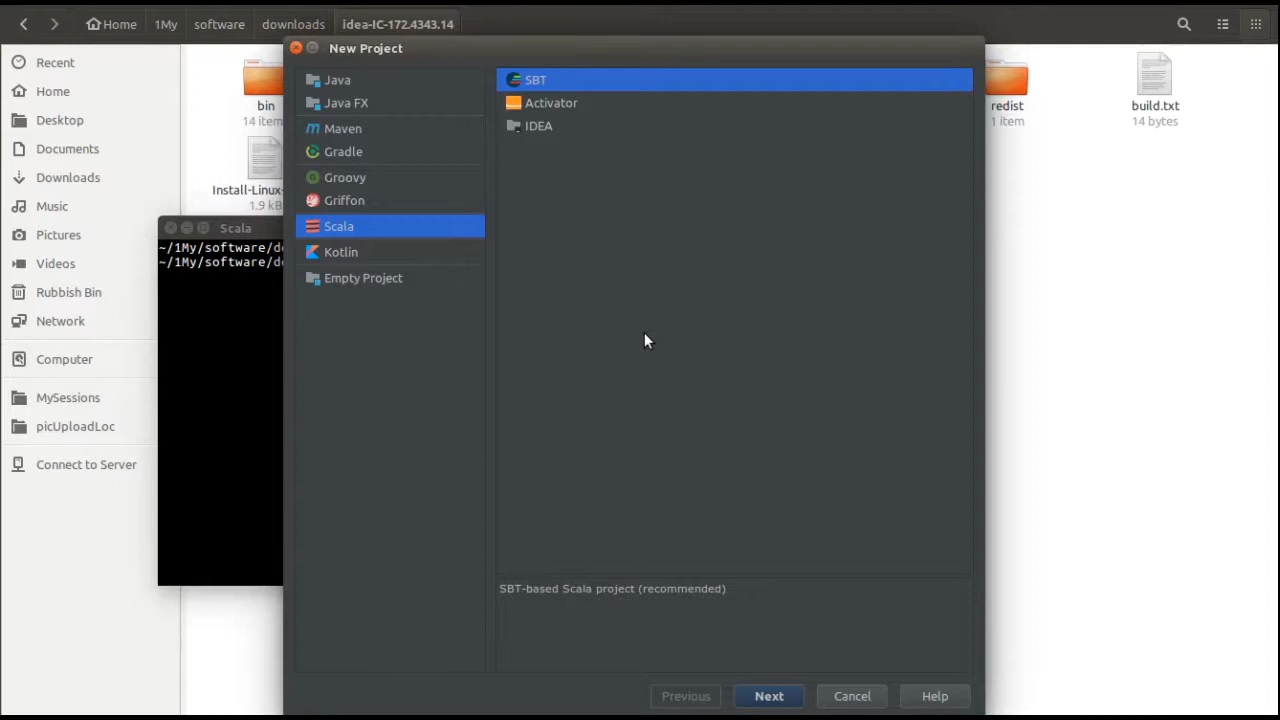 Home 1My software downloads idea-IC-172.4343.14
Recent
Home
Desktop
Documents
Downloads
Music
Pictures
Videos
Rubbish Bin
Network
Computer
MySessions
picUploadLoc
Connect to Server
bin
14 item
Install-Linux-
1.9 kB
redist
1 item
build.txt
14 bytes
Scala
~/1My/software/do
~/1My/software/do
New Project
Java
Java FX
Maven
Gradle
Groovy
Griffon
Scala
Kotlin
Empty Project
SBT
Activator
IDEA
SBT-based Scala project (recommended)
Previous Next Cancel Help